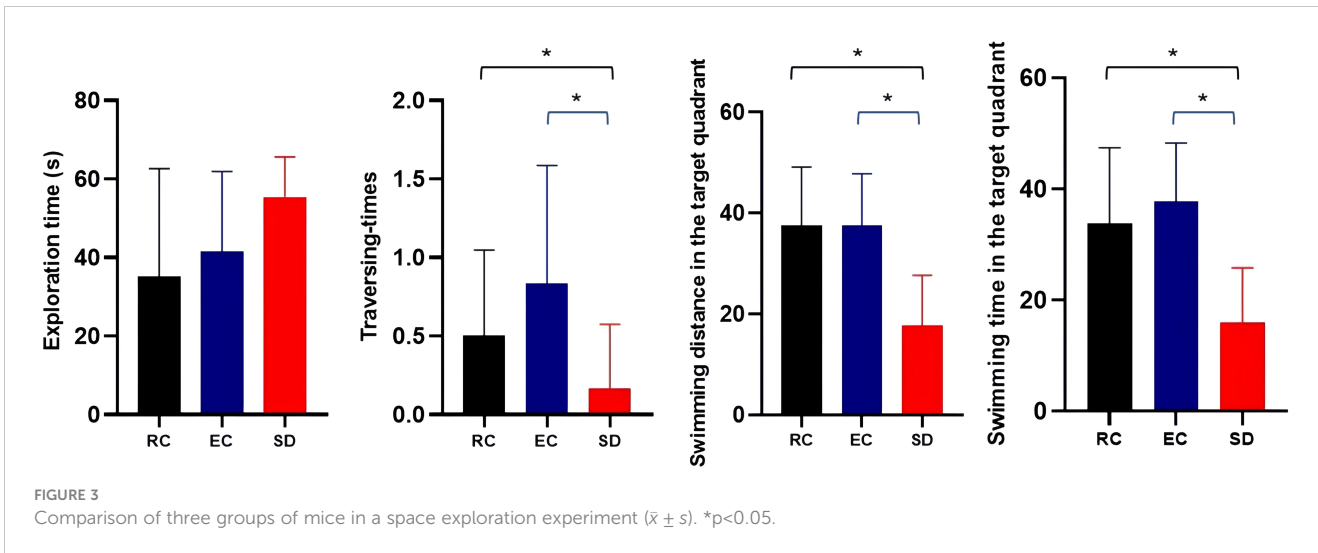 Exploration time (s)
80
60
40
20
0
RC EC SD
Traversing-times
2.0
1.5
1.0
0.5
0.0
* 
*
RC EC SD
Swimming distance in the target quadrant
60
40
20
0
*
*
RC EC SD
Swimming time in the target quadrant
60
40
20
0
*
*
RC EC SD
FIGURE 3
Comparison of three groups of mice in a space exploration experiment (x̄ ± s). *p<0.05.